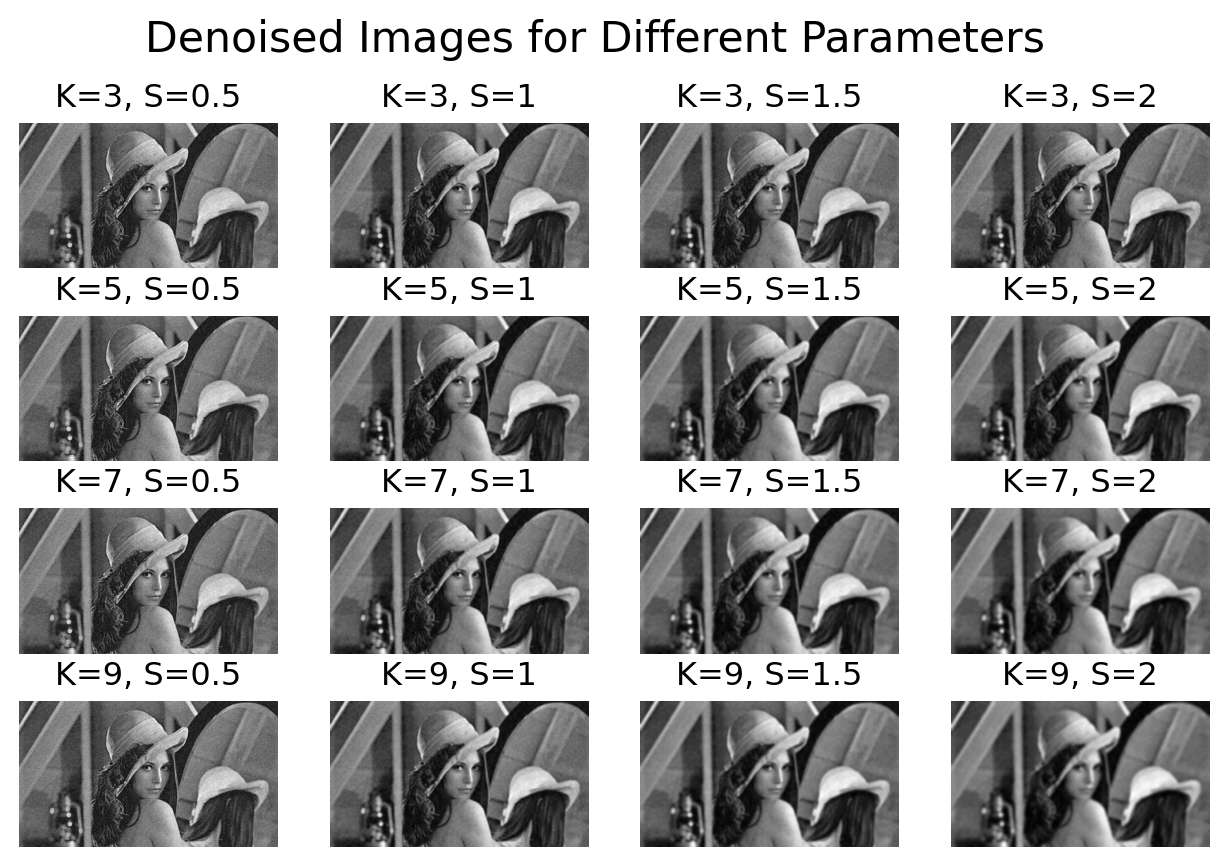 Denoised Images for Different Parameters
K=3, S=0.5
K=3, S=1
K=3, S=1.5
K=3, S=2
K=5, S=0.5
K=5, S=1
K=5, S=1.5
K=5, S=2
K=7, S=0.5
K=7, S=1
K=7, S=1.5
K=7, S=2
K=9, S=0.5
K=9, S=1
K=9, S=1.5
K=9, S=2